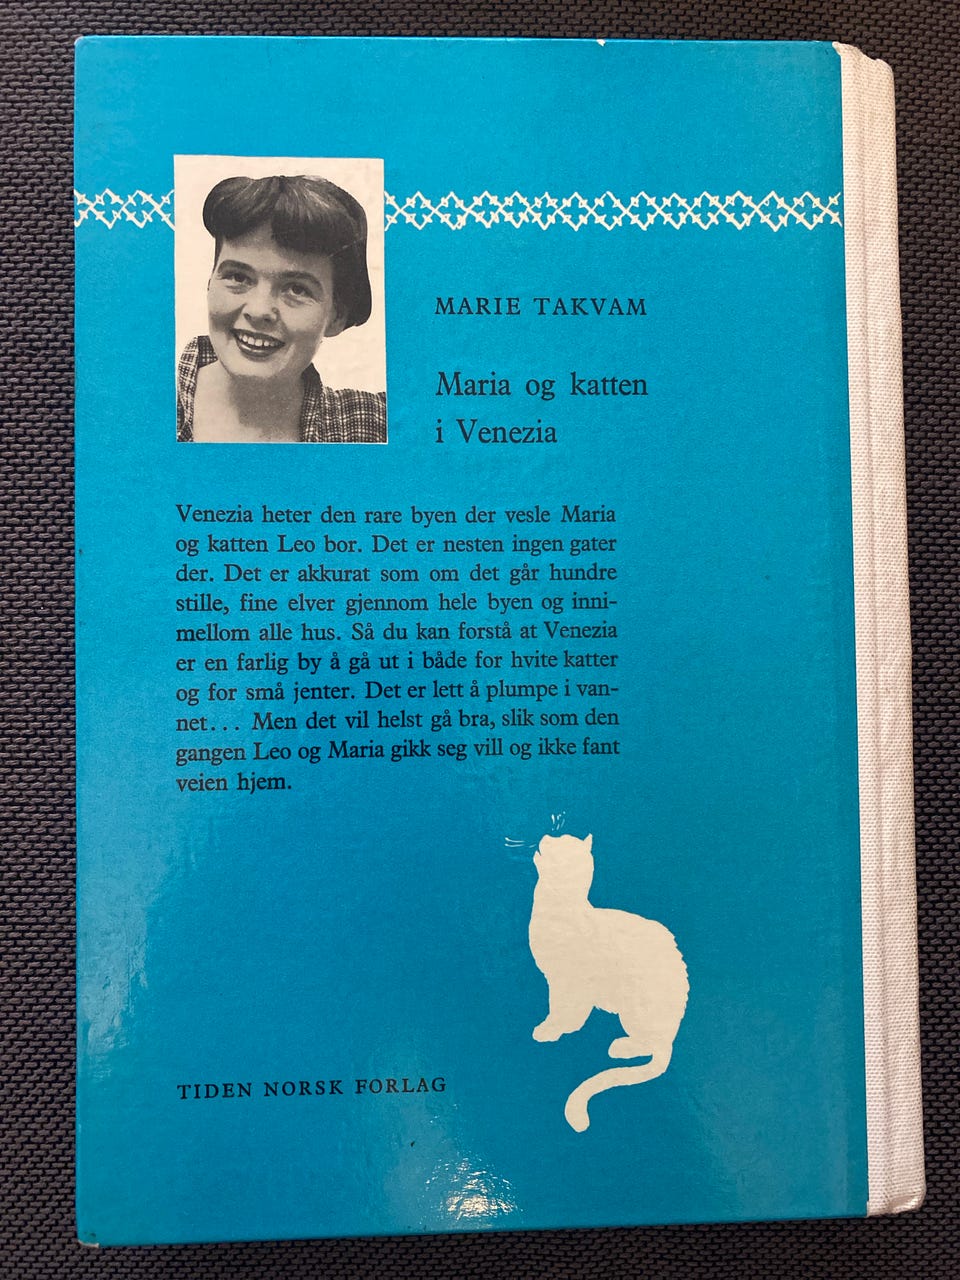 MARIE TAKVAM
Maria og katten
i Venezia
Venezia heter den rare byen der vesle Maria
og katten Leo bor. Det er nesten ingen gater
der. Det er akkurat som om det går hundre
stille, fine elver gjennom hele byen og inni-
mellom alle hus. Så du kan forstå at Venezia
er en farlig by å gå ut i både for hvite katter
og for små jenter. Det er lett å plumpe i van-
net... Men det vil helst gå bra, slik som den
gangen Leo og Maria gikk seg vill og ikke fant
veien hjem.
TIDEN NORSK FORLAG